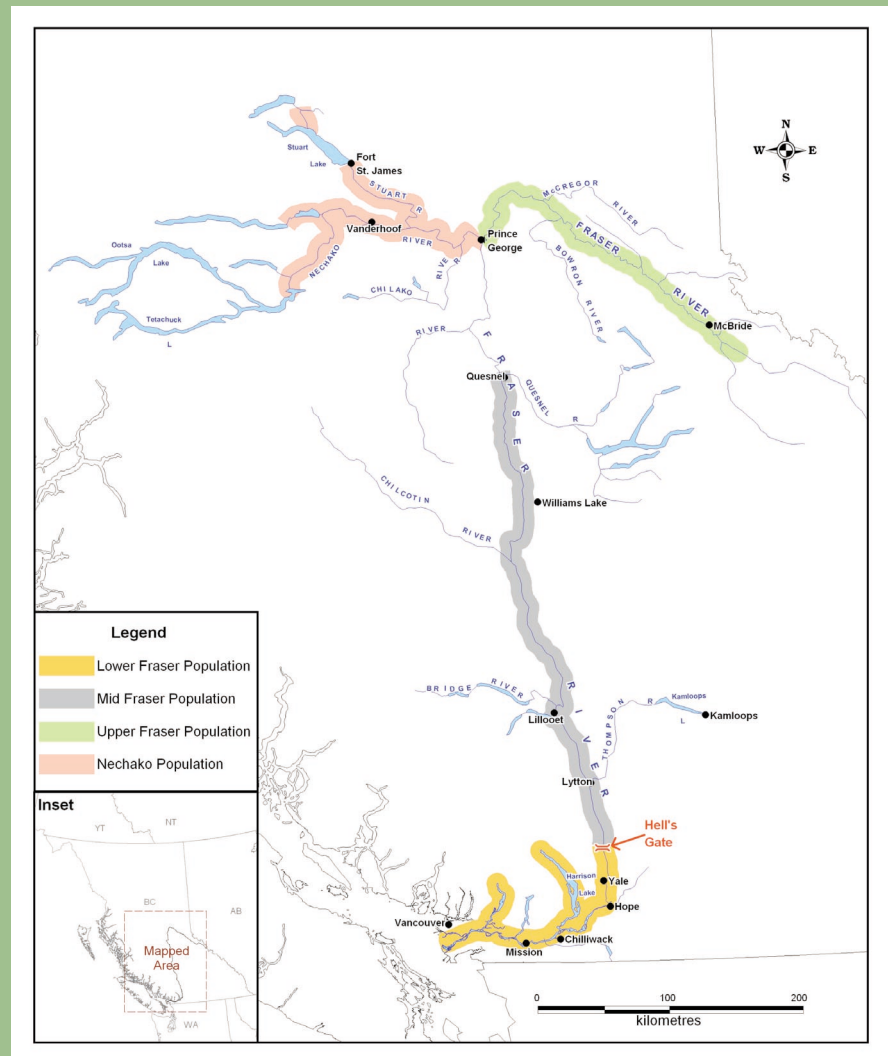 N
W E
S
Stuart
Lake
Fort
St. James
STUART
R
McGREGOR
RIVER
Vanderhoof
RIVER
Prince
George
FRASER
RIVER
BOWRON
RIVER
Ootsa
Lake
NECHAKO
RIVE R
CHILAKO
Tetachuck
L
McBride
RIVER
FRASER
Quesnel
QUESNEL
R
CHILCOTIN
RIVER
Williams Lake
RIVER
BRIDGE RIVER
Lillooet
THOMPSON R
Kamloops
L
Kamloops
Lytton
Hell's
Gate
Harrison
Lake
Yale
Hope
Vancouver
Chilliwack
Mission
Legend
Lower Fraser Population
Mid Fraser Population
Upper Fraser Population
Nechako Population
Inset
YT
NT
BC
AB
Mapped
Area
WA
0 100 200
kilometres